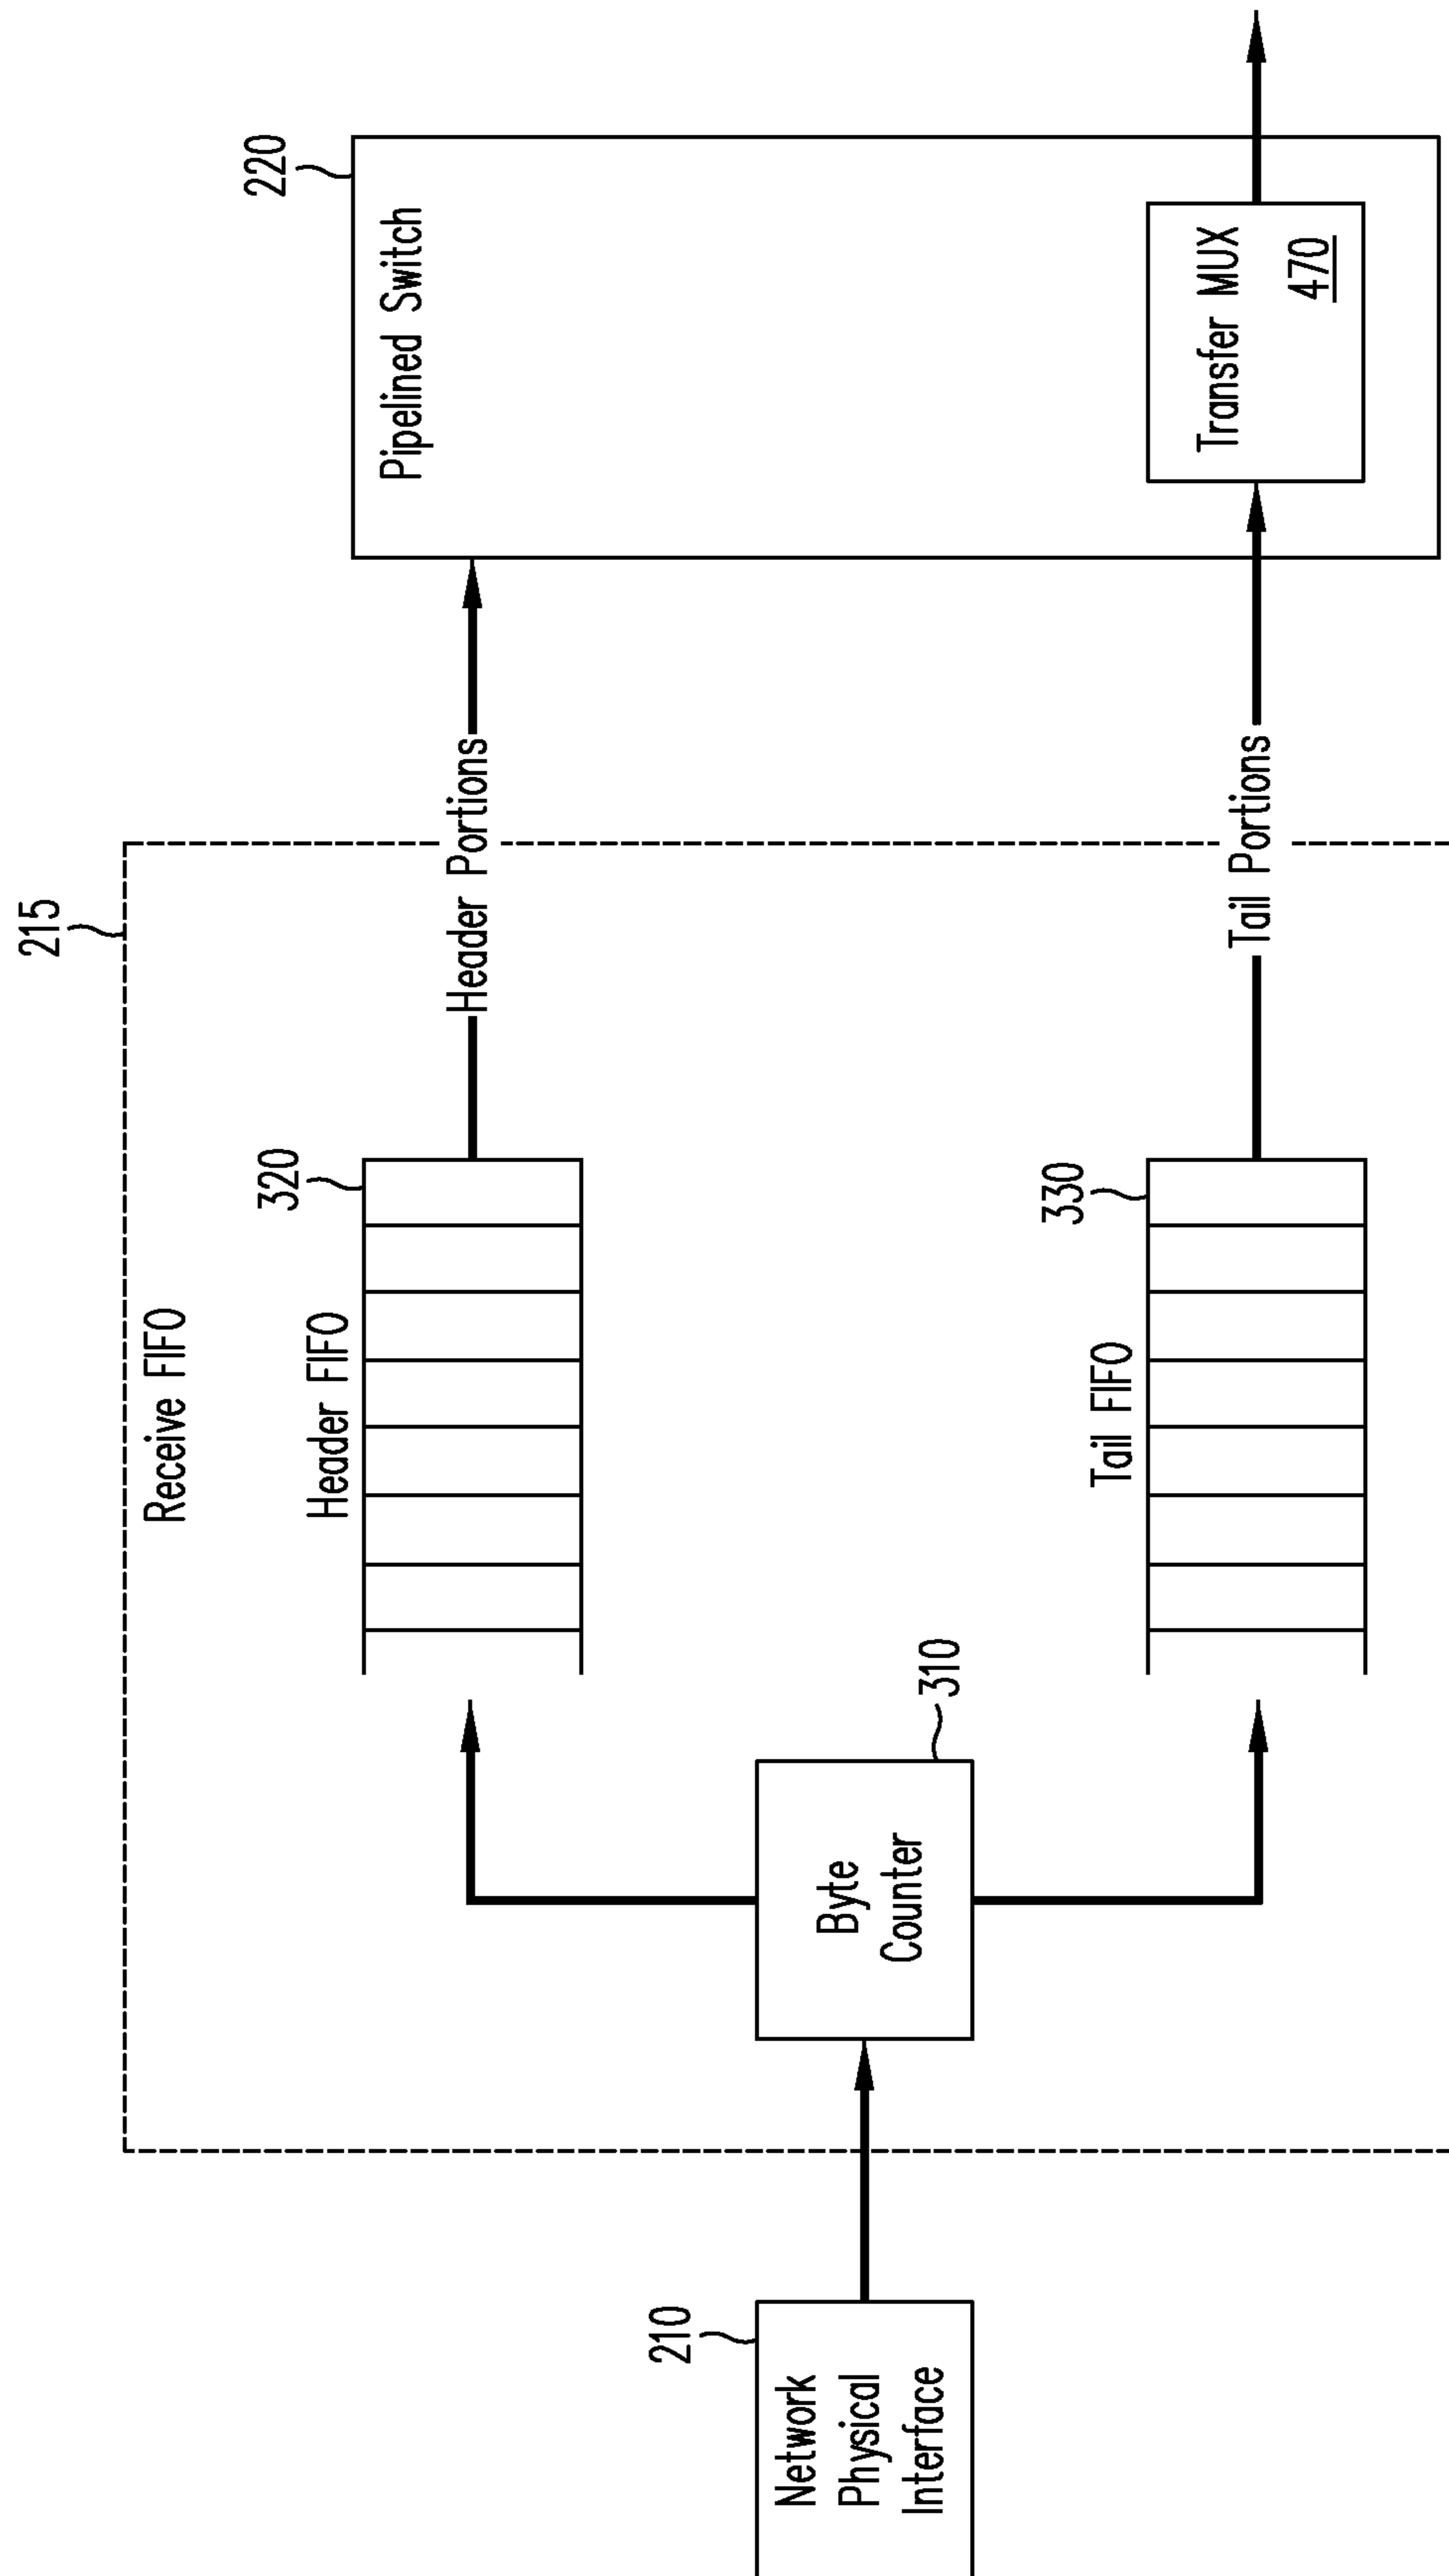 215
Receive FIFO
220
Pipelined Switch
320
Header FIFO
Header Portions
210
Network
Physical
Interface
310
Byte
Counter
330
Tail FIFO
Tail Portions
Transfer MUX
470